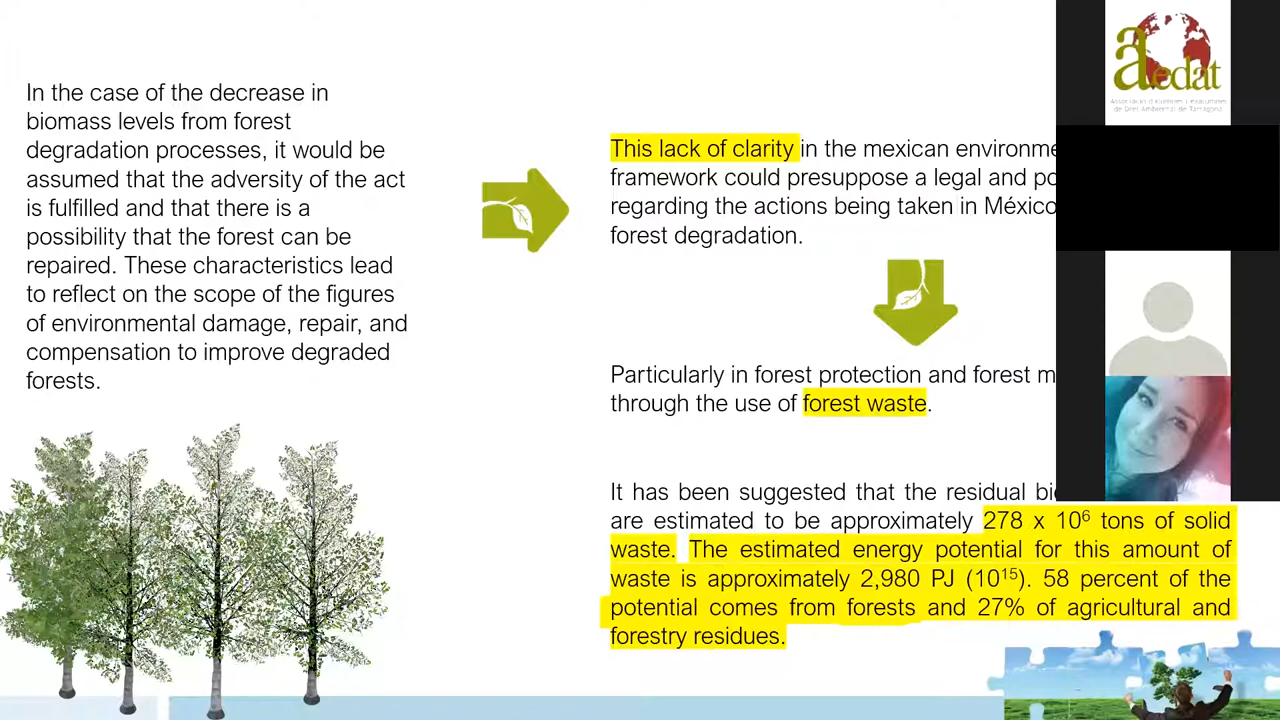 In the case of the decrease in
biomass levels from forest
degradation processes, it would be
assumed that the adversity of the act
is fulfilled and that there is a
possibility that the forest can be
repaired. These characteristics lead
to reflect on the scope of the figures
of environmental damage, repair, and
compensation to improve degraded
forests.
This lack of clarity in the mexican
framework could presuppose a legal and
regarding the actions being taken in México
forest degradation.
Particularly in forest protection and forest
through the use of forest waste.
It has been suggested that the residual
are estimated to be approximately 278 x 10⁶ tons of solid
waste. The estimated energy potential for this amount of
waste is approximately 2,980 PJ (10¹⁵). 58 percent of the
potential comes from forests and 27% of agricultural and
forestry residues.
aedat
de Dret Ambiental de Tarragona